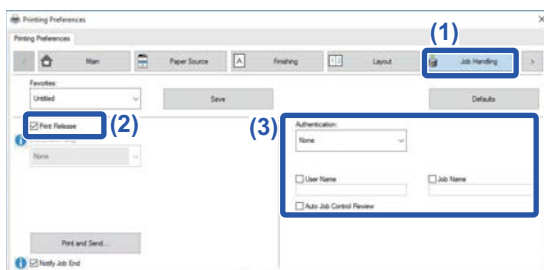 Printing Preferences
Printing Preferences
(1)
Main
Paper Source
A
Finishing
Layout
Job Handling
Favorites:
Untitled
Save
Defaults
Print Release
(2)
(3)
Authentication:
None
None
User Name
Job Name
Auto Job Control Review
Print and Send...
Notify Job End